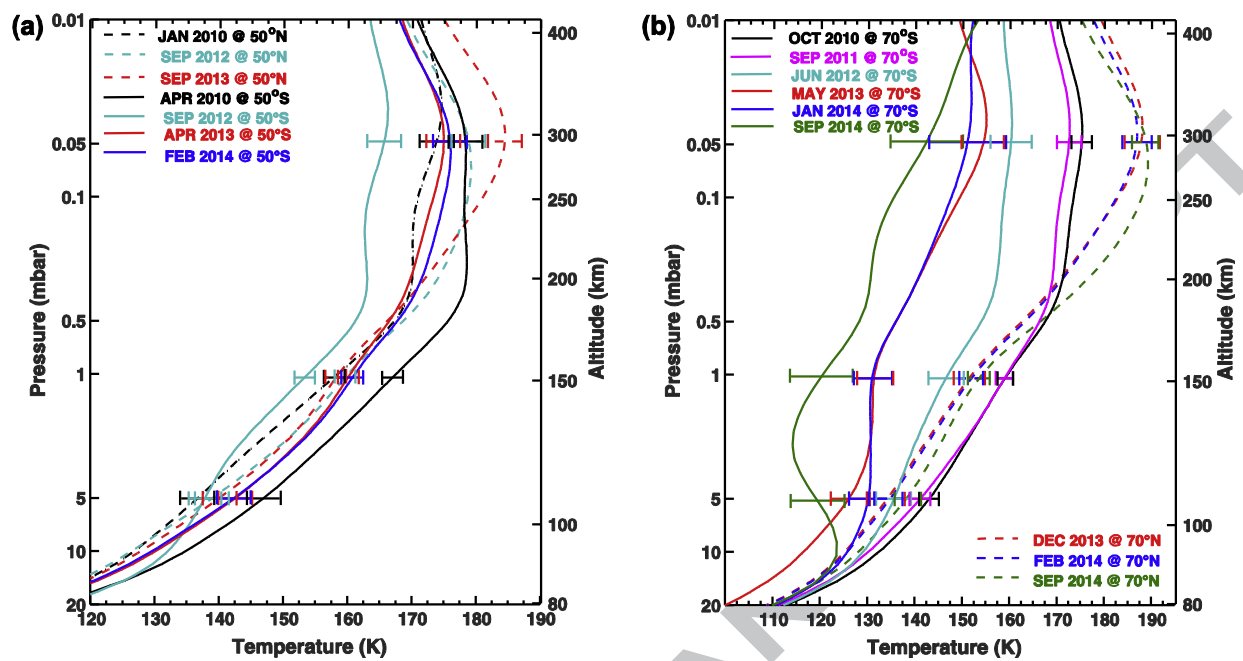 (a)
JAN 2010 @ 50°N
SEP 2012 @ 50°N
SEP 2013 @ 50°N
APR 2010 @ 50°S
SEP 2012 @ 50°S
APR 2013 @ 50°S
FEB 2014 @ 50°S
0.01
0.05
0.1
0.5
1
5
10
20
Pressure (mbar)
400
300
250
200
150
100
80
Altitude (km)
120 130 140 150 160 170 180 190
Temperature (K)
(b)
OCT 2010 @ 70°S
SEP 2011 @ 70°S
JUN 2012 @ 70°S
MAY 2013 @ 70°S
JAN 2014 @ 70°S
SEP 2014 @ 70°S
DEC 2013 @ 70°N
FEB 2014 @ 70°N
SEP 2014 @ 70°N
0.01
0.05
0.1
0.5
1
5
10
20
Pressure (mbar)
400
300
250
200
150
100
80
Altitude (km)
110 120 130 140 150 160 170 180 190
Temperature (K)